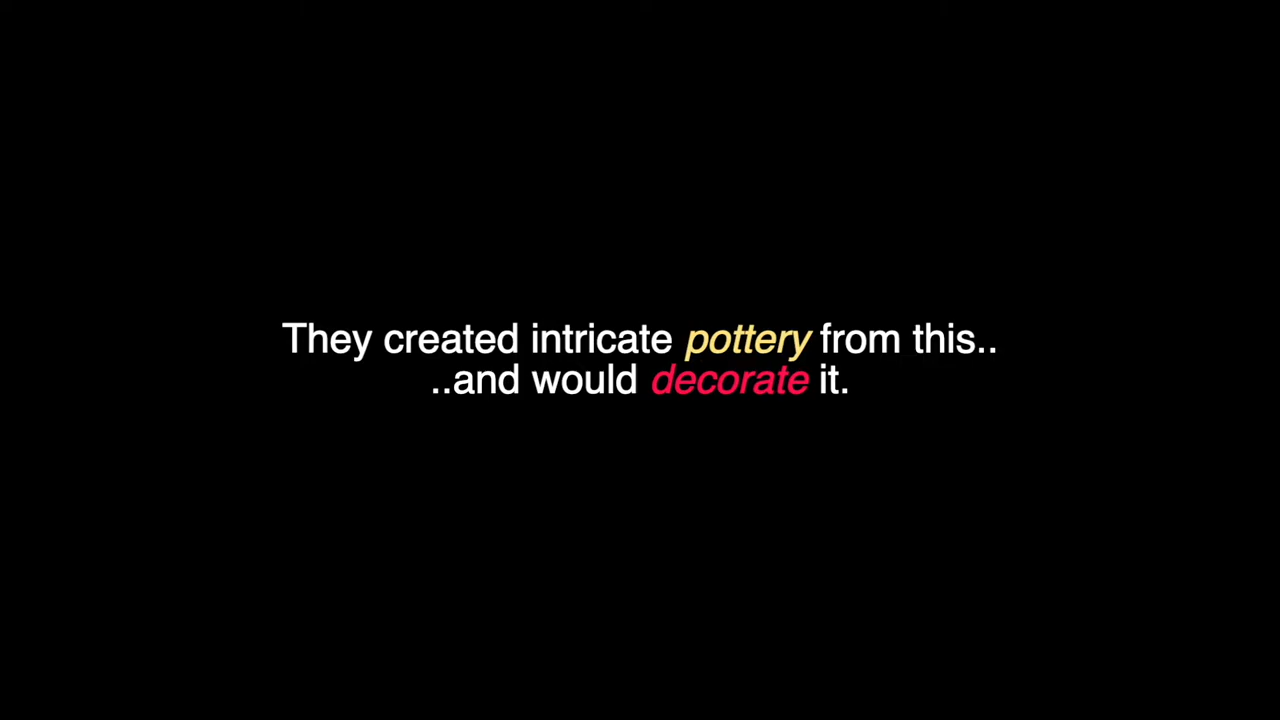 They created intricate pottery from this..
..and would decorate it.